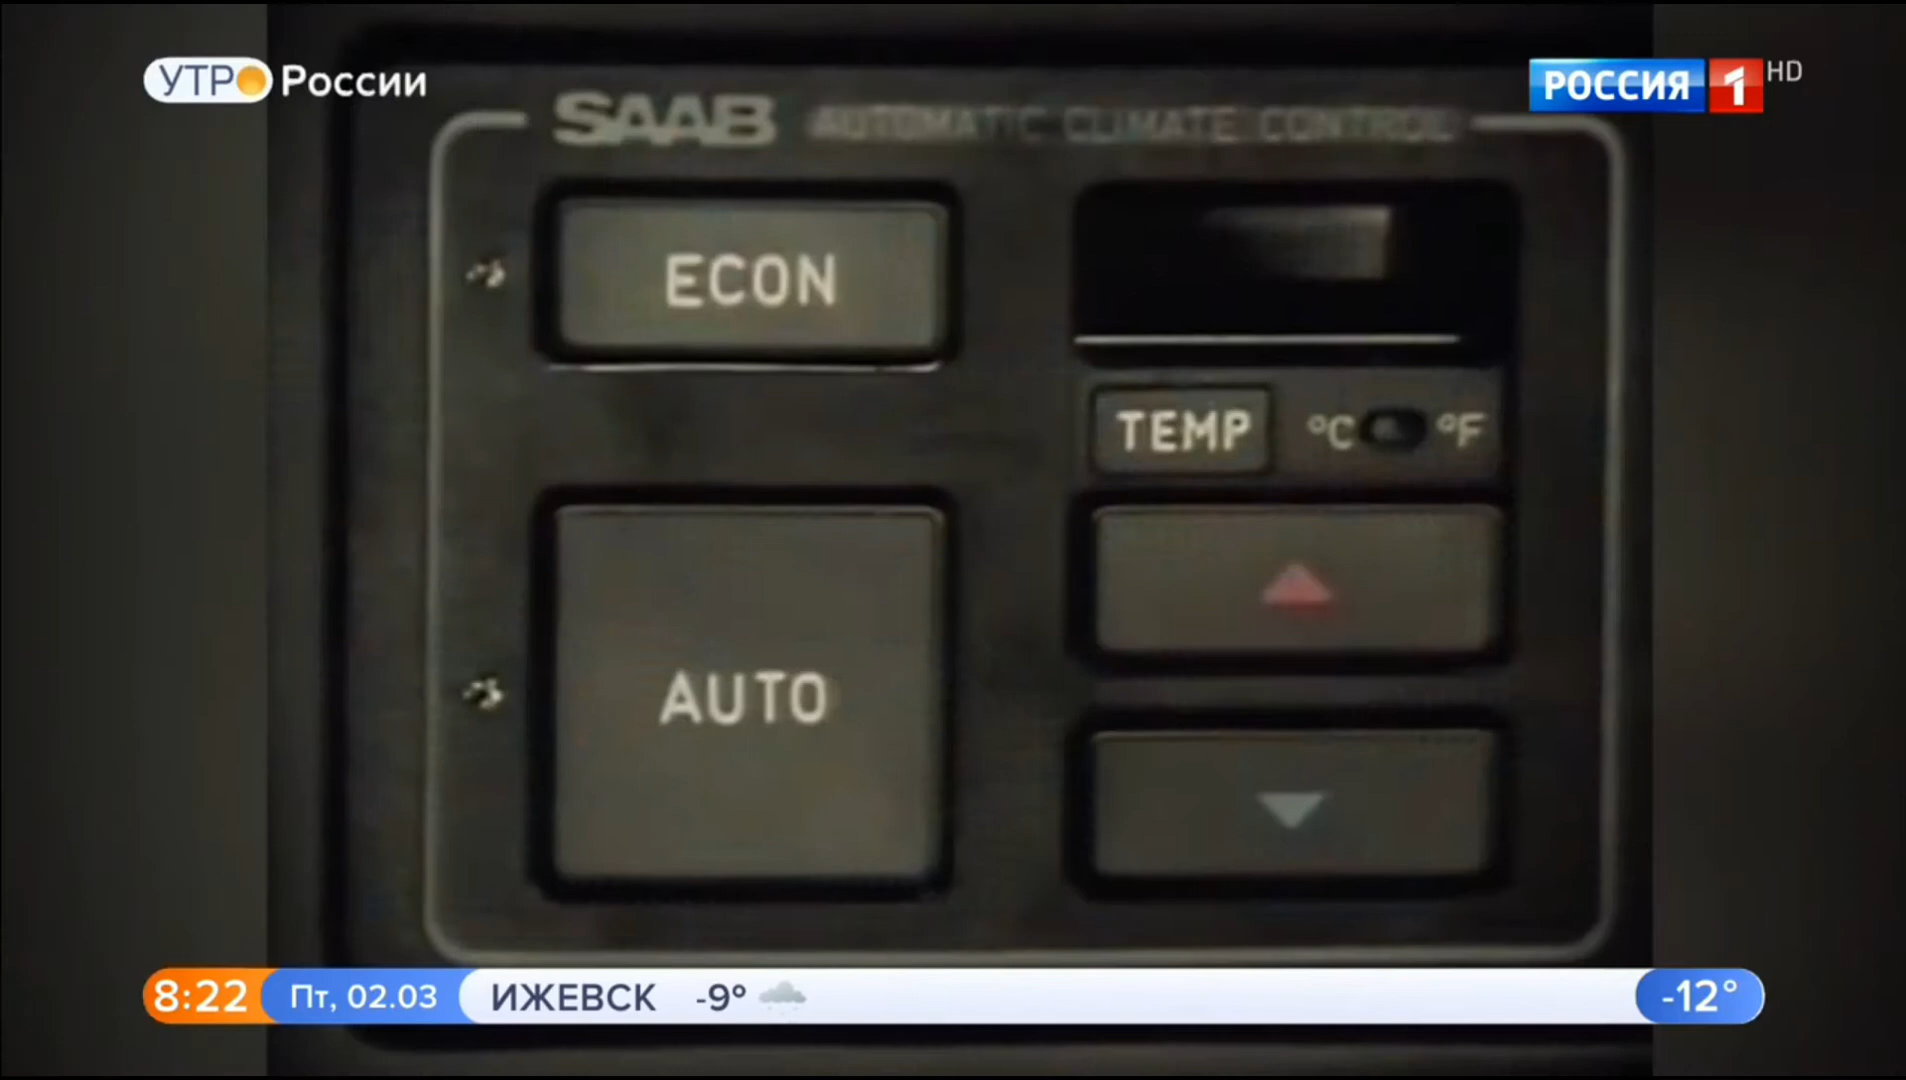 УТРО России
РОССИЯ 1 HD
SAAB AUTOMATIC CLIMATE CONTROL
ECON
TEMP °C °F
AUTO
8:22 Пт, 02.03 ИЖЕВСК -9° -12°